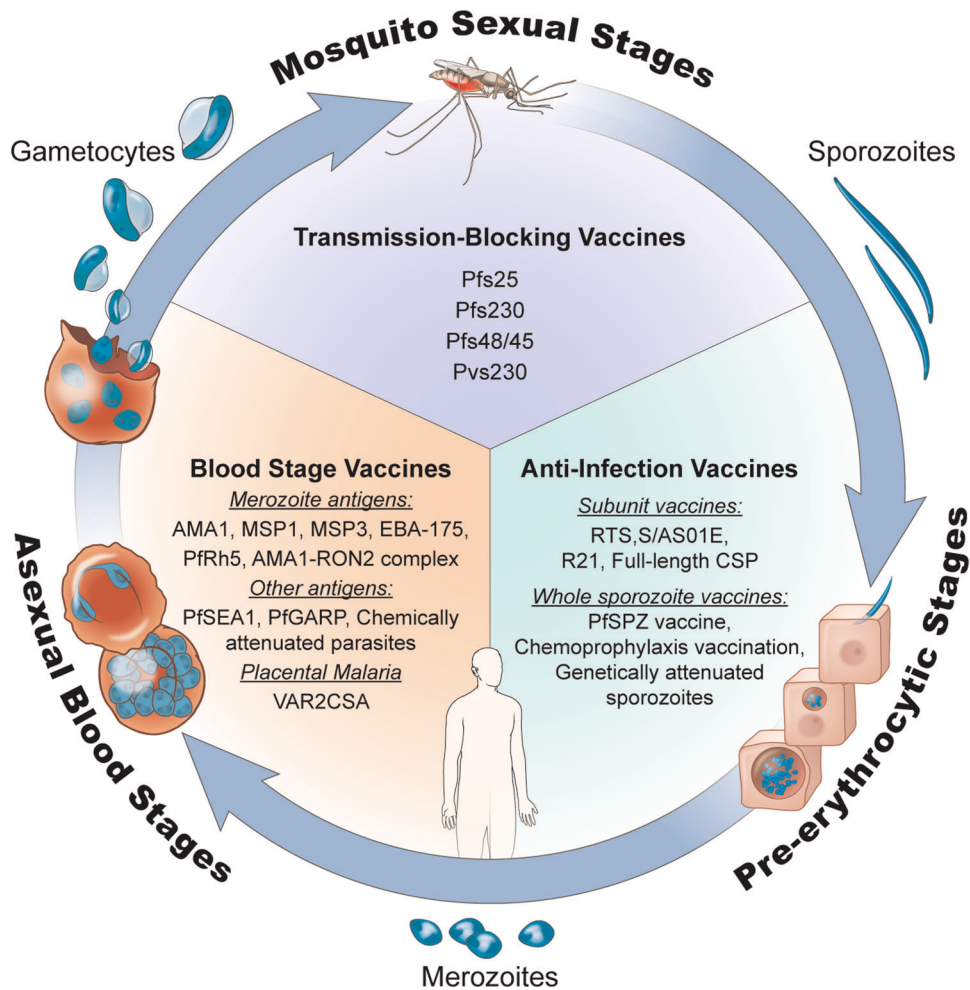 Mosquito Sexual Stages
Gametocytes
Sporozoites
Transmission-Blocking Vaccines
Pfs25
Pfs230
Pfs48/45
Pvs230
Blood Stage Vaccines
Merozoite antigens:
AMA1, MSP1, MSP3, EBA-175,
PfRh5, AMA1-RON2 complex
Other antigens:
PfSEA1, PfGARP, Chemically
attenuated parasites
Placental Malaria
VAR2CSA
Anti-Infection Vaccines
Subunit vaccines:
RTS,S/AS01E,
R21, Full-length CSP
Whole sporozoite vaccines:
PfSPZ vaccine,
Chemoprophylaxis vaccination,
Genetically attenuated
sporozoites
Asexual Blood Stages
Pre-erythrocytic Stages
Merozoites